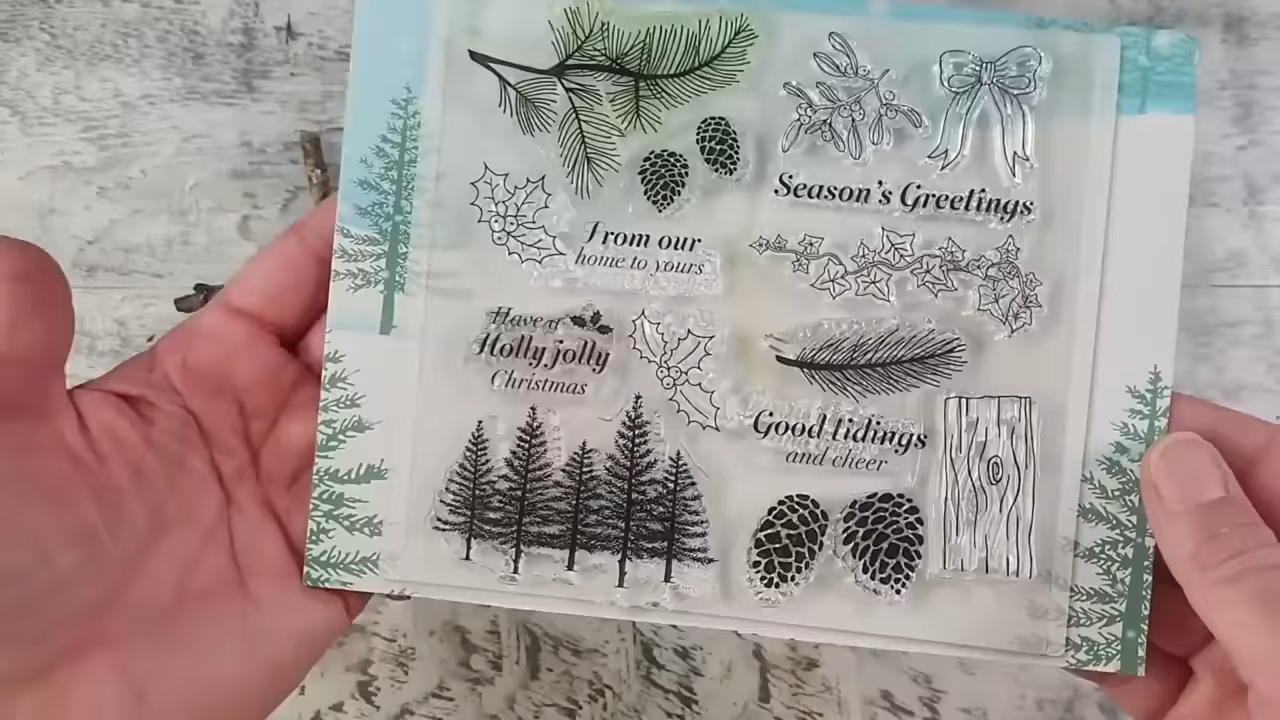 Season's Greetings
From our
home to yours
Have a
Holly jolly
Christmas
Good tidings
and cheer